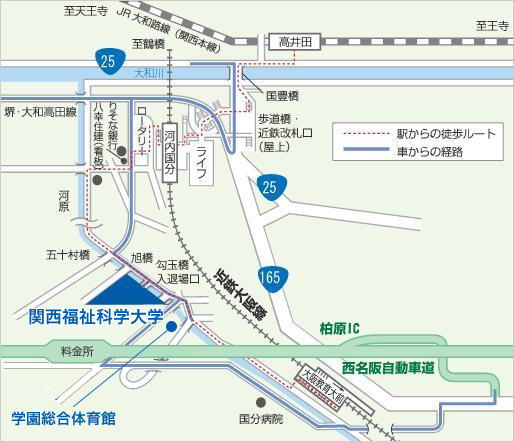 至天王寺
JR大和路線（関西本線）
至王寺
高井田
至鶴橋
25
大和川
国豊橋
堺・大和高田線
りそな銀行
八幸住建（看板）
ロータリー
河内国分
ライフ
歩道橋・
近鉄改札口
（屋上）
駅からの徒歩ルート
車からの経路
25
河原
五十村橋
旭橋
勾玉橋
入退場口
165
近鉄大阪線
関西福祉科学大学
柏原IC
料金所
西名阪自動車道
大阪教育大前
学園総合体育館
国分病院